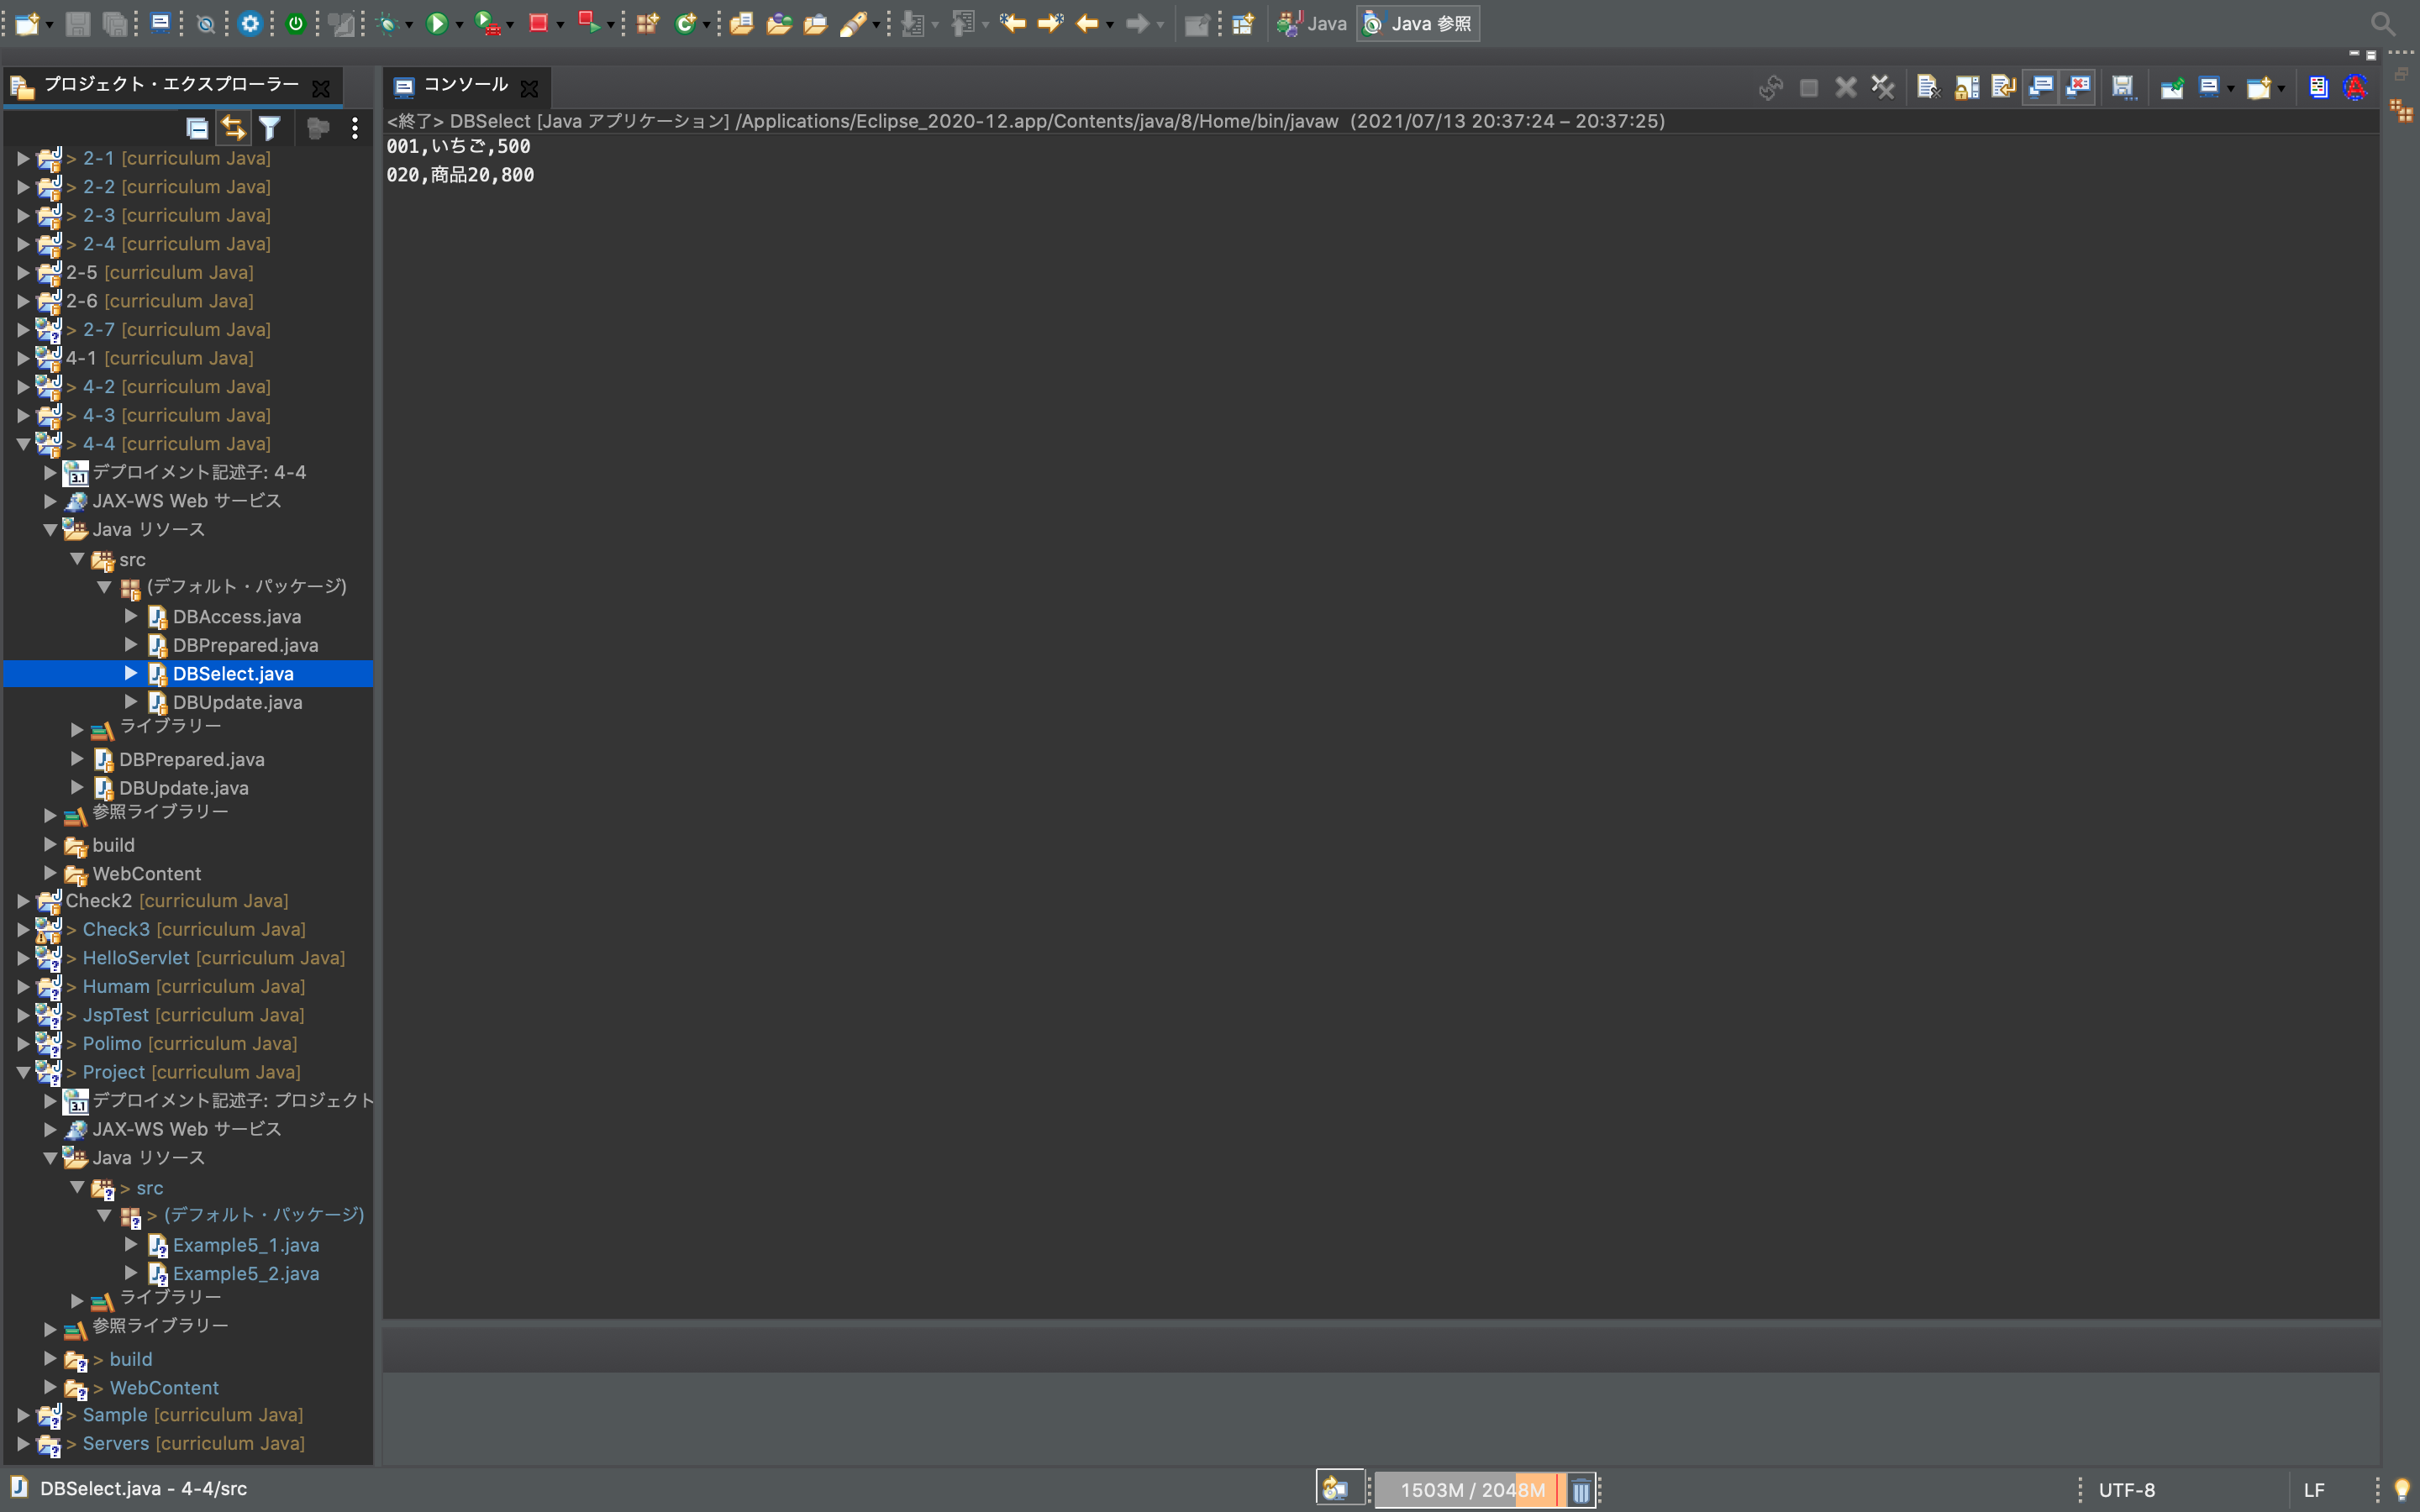 Java
Java 参照
プロジェクト・エクスプローラー
コンソール
<終了> DBSelect [Java アプリケーション] /Applications/Eclipse_2020-12.app/Contents/java/8/Home/bin/javaw  (2021/07/13 20:37:24 – 20:37:25)
001,いちご,500
020,商品20,800
> 2-1 [curriculum Java]
> 2-2 [curriculum Java]
> 2-3 [curriculum Java]
> 2-4 [curriculum Java]
2-5 [curriculum Java]
2-6 [curriculum Java]
> 2-7 [curriculum Java]
4-1 [curriculum Java]
> 4-2 [curriculum Java]
> 4-3 [curriculum Java]
> 4-4 [curriculum Java]
デプロイメント記述子: 4-4
JAX-WS Web サービス
Java リソース
src
(デフォルト・パッケージ)
DBAccess.java
DBPrepared.java
DBSelect.java
DBUpdate.java
ライブラリー
DBPrepared.java
DBUpdate.java
参照ライブラリー
build
WebContent
Check2 [curriculum Java]
> Check3 [curriculum Java]
> HelloServlet [curriculum Java]
> Humam [curriculum Java]
> JspTest [curriculum Java]
> Polimo [curriculum Java]
> Project [curriculum Java]
デプロイメント記述子: プロジェクト
JAX-WS Web サービス
Java リソース
> src
> (デフォルト・パッケージ)
Example5_1.java
Example5_2.java
ライブラリー
参照ライブラリー
> build
> WebContent
> Sample [curriculum Java]
> Servers [curriculum Java]
DBSelect.java - 4-4/src
1503M / 2048M
UTF-8
LF